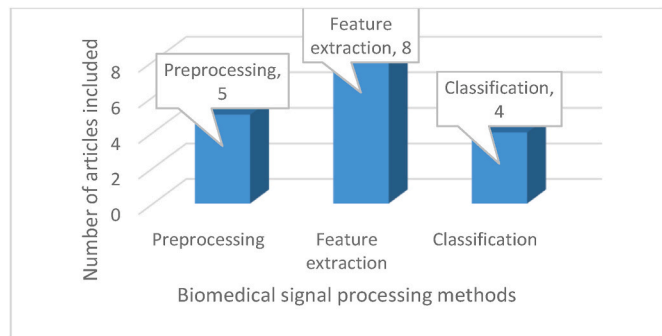 Number of articles included
8
6
4
2
0
Preprocessing,
5
Feature
extraction, 8
Classification,
4
Preprocessing
Feature
extraction
Classification
Biomedical signal processing methods